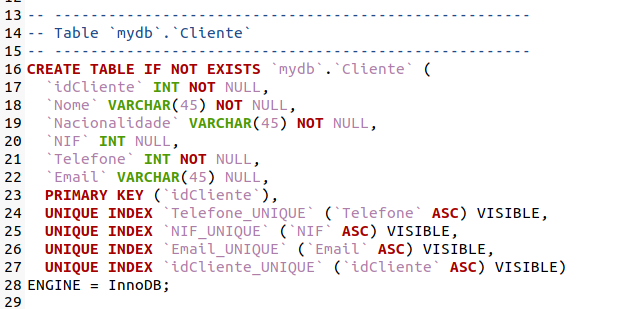 13 -- -----------------------------------------------------
14 -- Table `mydb`.`Cliente`
15 -- -----------------------------------------------------
16 CREATE TABLE IF NOT EXISTS `mydb`.`Cliente` (
17   `idCliente` INT NOT NULL,
18   `Nome` VARCHAR(45) NOT NULL,
19   `Nacionalidade` VARCHAR(45) NOT NULL,
20   `NIF` INT NULL,
21   `Telefone` INT NOT NULL,
22   `Email` VARCHAR(45) NULL,
23   PRIMARY KEY (`idCliente`),
24   UNIQUE INDEX `Telefone_UNIQUE` (`Telefone` ASC) VISIBLE,
25   UNIQUE INDEX `NIF_UNIQUE` (`NIF` ASC) VISIBLE,
26   UNIQUE INDEX `Email_UNIQUE` (`Email` ASC) VISIBLE,
27   UNIQUE INDEX `idCliente_UNIQUE` (`idCliente` ASC) VISIBLE)
28 ENGINE = InnoDB;
29